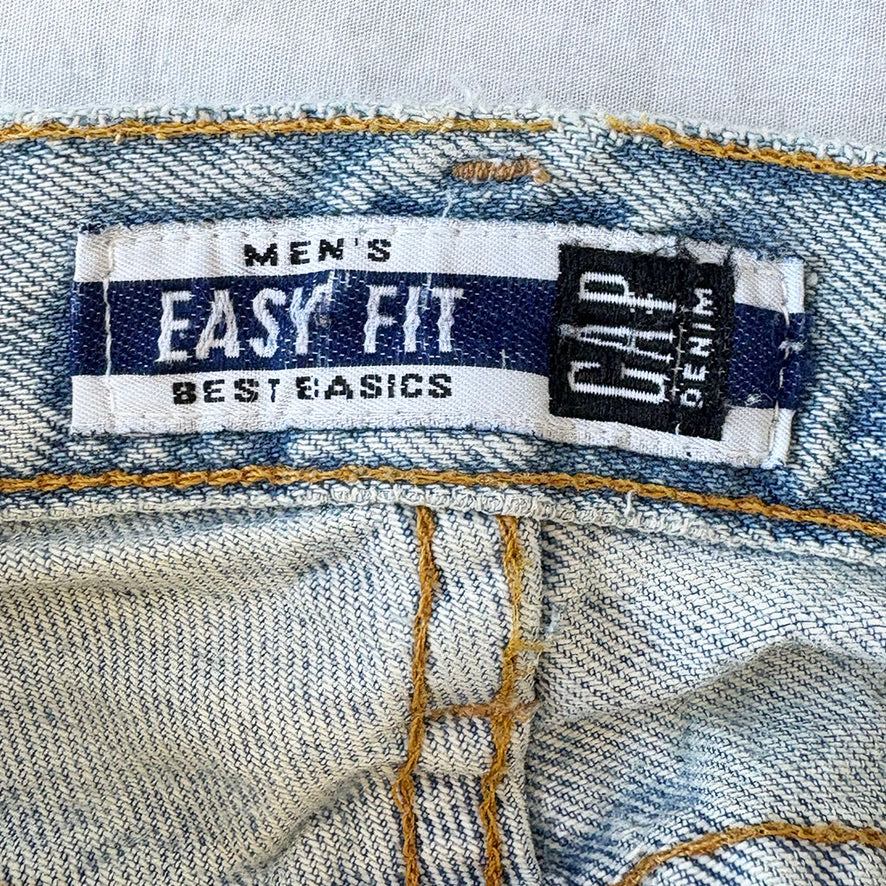 MEN'S
EASY FIT
BEST BASICS
GAP
DENIM